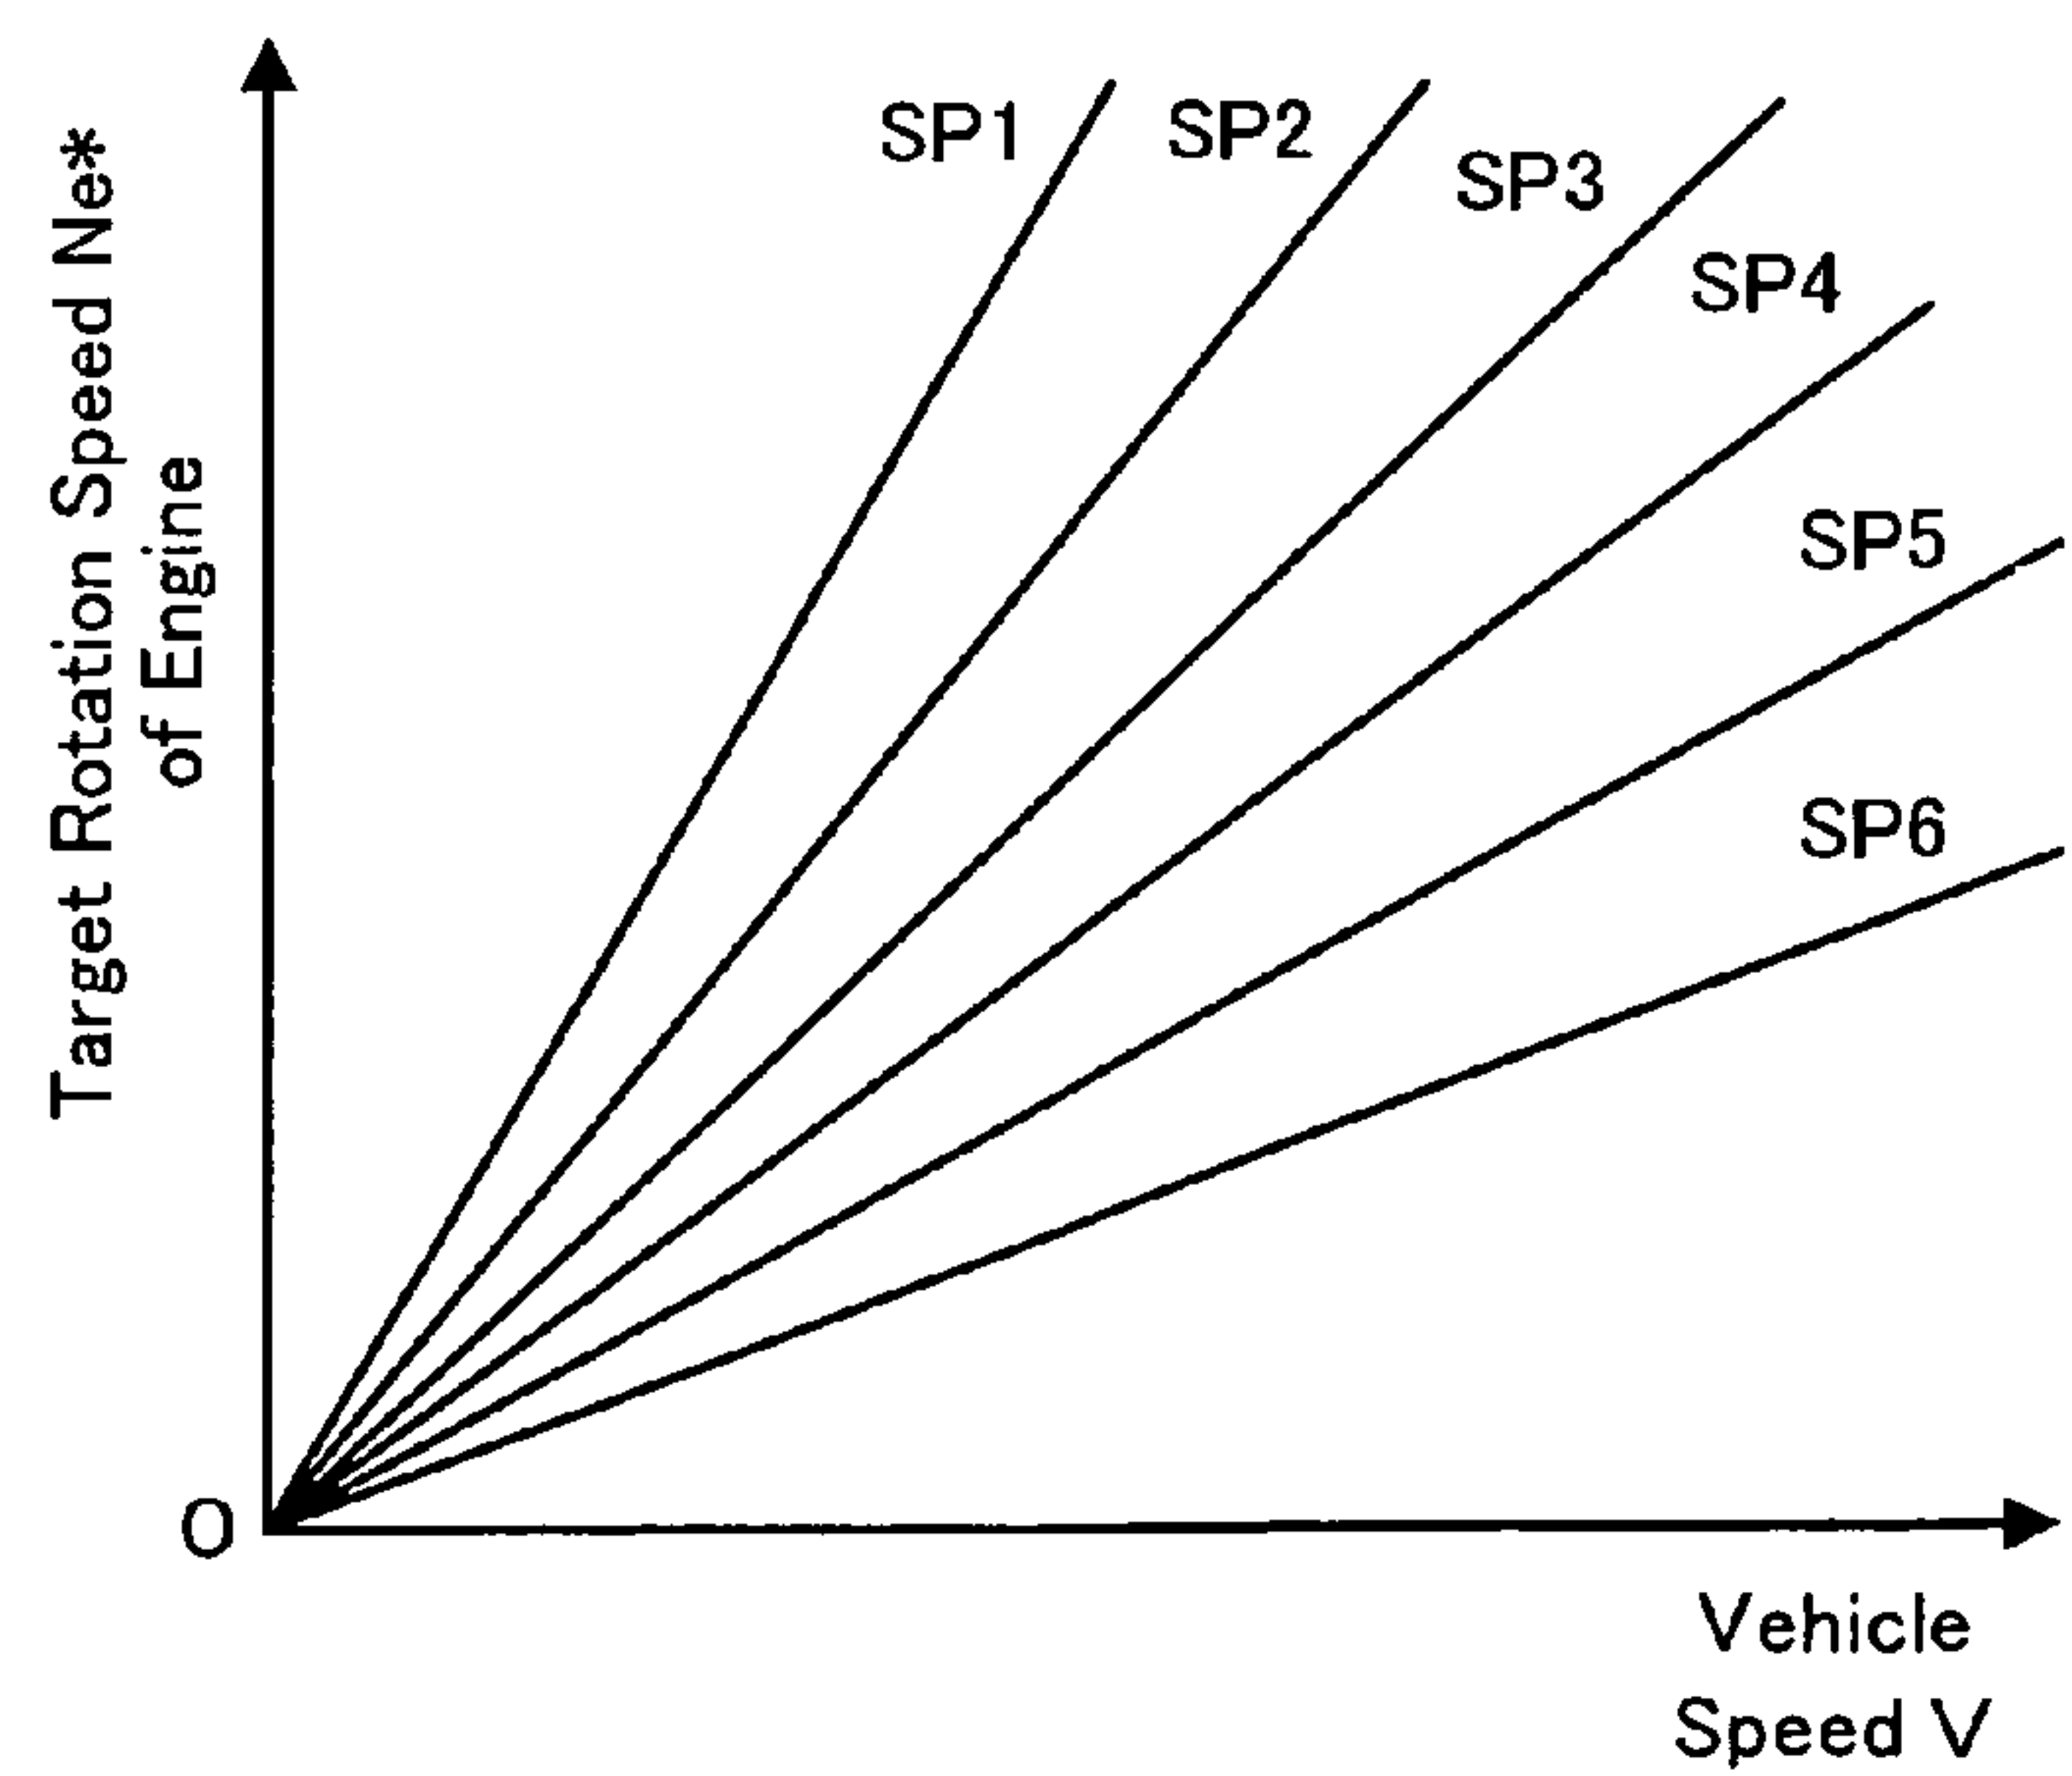 Target Rotation Speed Ne*
of Engine
SP1
SP2
SP3
SP4
SP5
SP6
O
Vehicle
Speed V